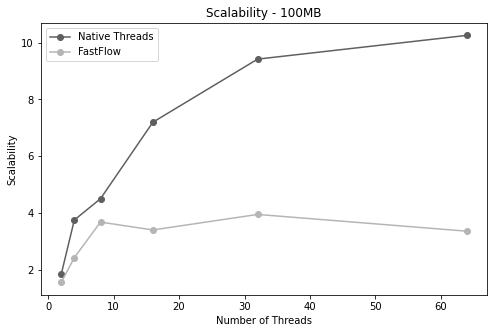 Scalability - 100MB
Native Threads
FastFlow
10
8
6
4
2
Scalability
0
10
20
30
40
50
60
Number of Threads